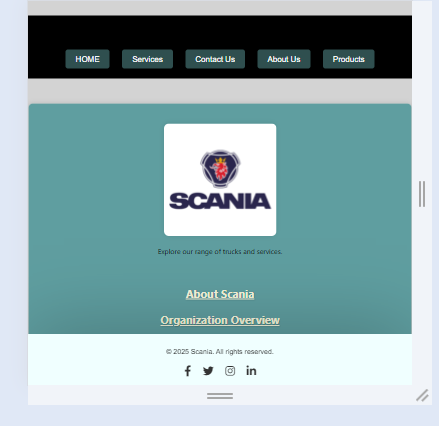 HOME
Services
Contact Us
About Us
Products
SCANIA
Explore our range of trucks and services.
About Scania
Organization Overview
© 2025 Scania. All rights reserved.